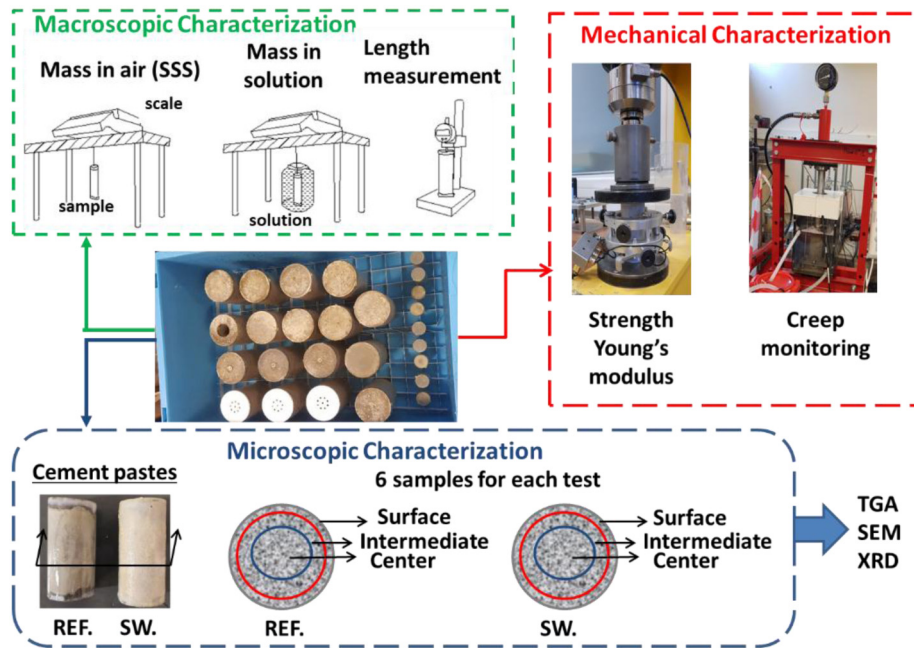 Macroscopic Characterization
Mass in air (SSS)
scale
sample
Mass in
solution
solution
Length
measurement
Mechanical Characterization
Strength
Young's
modulus
Creep
monitoring
Microscopic Characterization
Cement pastes
6 samples for each test
REF.
SW.
Surface
Intermediate
Center
REF.
Surface
Intermediate
Center
SW.
TGA
SEM
XRD